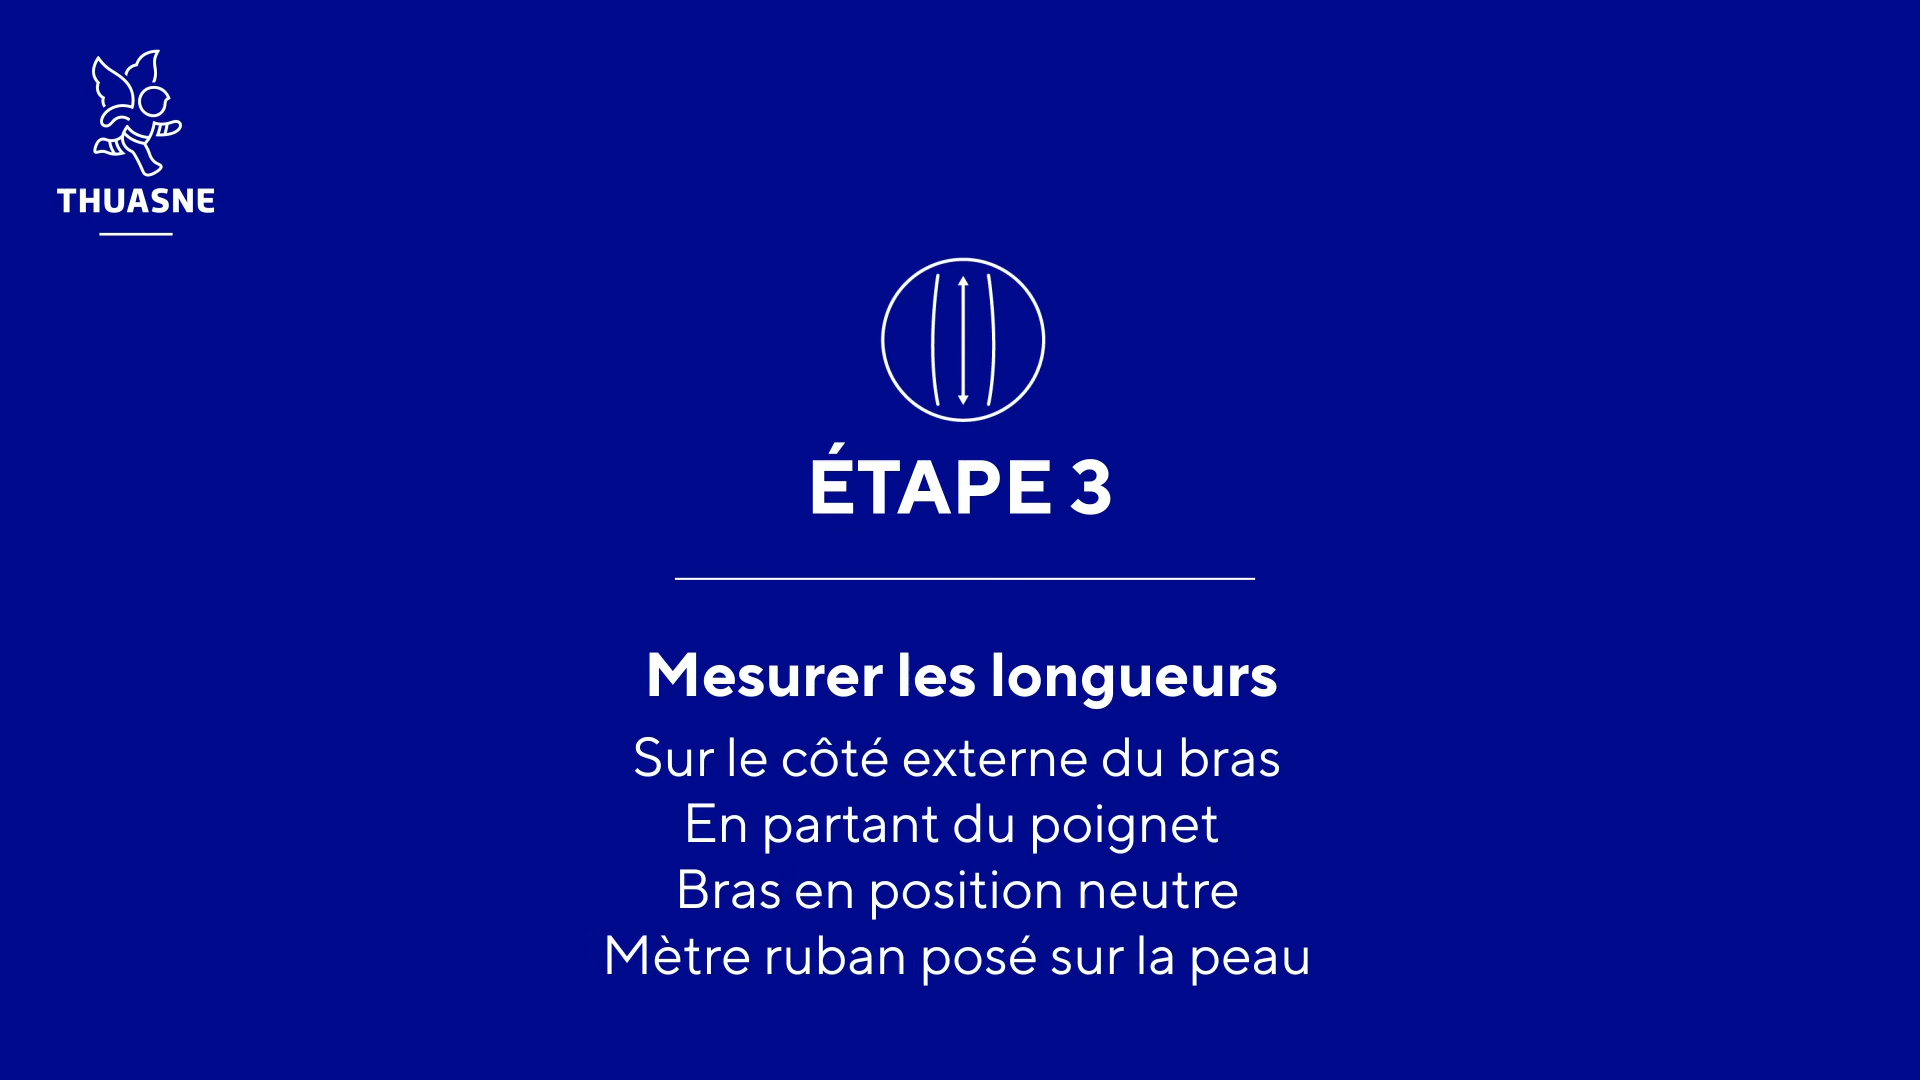 THUASNE
ÉTAPE 3
Mesurer les longueurs
Sur le côté externe du bras
En partant du poignet
Bras en position neutre
Mètre ruban posé sur la peau